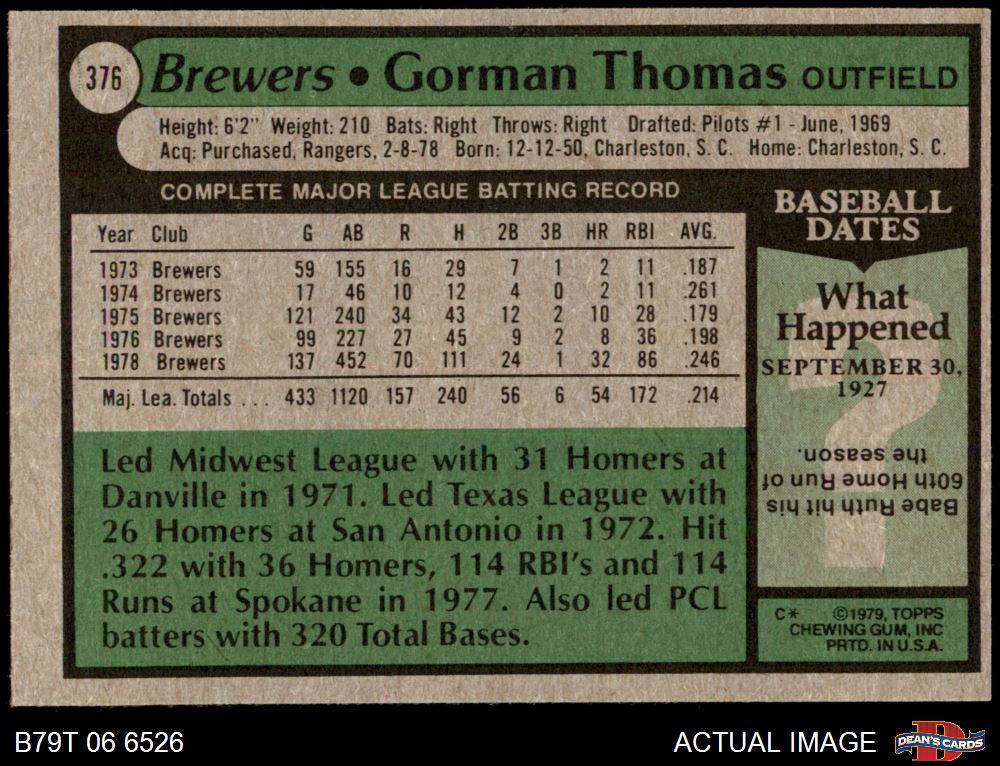 376 Brewers • Gorman Thomas OUTFIELD
Height: 6'2" Weight: 210 Bats: Right Throws: Right Drafted: Pilots #1 - June, 1969
Acq: Purchased, Rangers, 2-8-78 Born: 12-12-50, Charleston, S. C. Home: Charleston, S. C.
COMPLETE MAJOR LEAGUE BATTING RECORD
Year Club G AB R H 2B 3B HR RBI AVG.
1973 Brewers 59 155 16 29 7 1 2 11 .187
1974 Brewers 17 46 10 12 4 0 2 11 .261
1975 Brewers 121 240 34 43 12 2 10 28 .179
1976 Brewers 99 227 27 45 9 2 8 36 .198
1978 Brewers 137 452 70 111 24 1 32 86 .246
Maj. Lea. Totals ... 433 1120 157 240 56 6 54 172 .214
Led Midwest League with 31 Homers at
Danville in 1971. Led Texas League with
26 Homers at San Antonio in 1972. Hit
.322 with 36 Homers, 114 RBI's and 114
Runs at Spokane in 1977. Also led PCL
batters with 320 Total Bases.
BASEBALL
DATES
What
Happened
SEPTEMBER 30,
1927
Babe Ruth hit his
60th Home Run of
the season.
C* ©1979, TOPPS
CHEWING GUM, INC
PRTD. IN U.S.A.
B79T 06 6526
ACTUAL IMAGE
DEAN'S CARDS